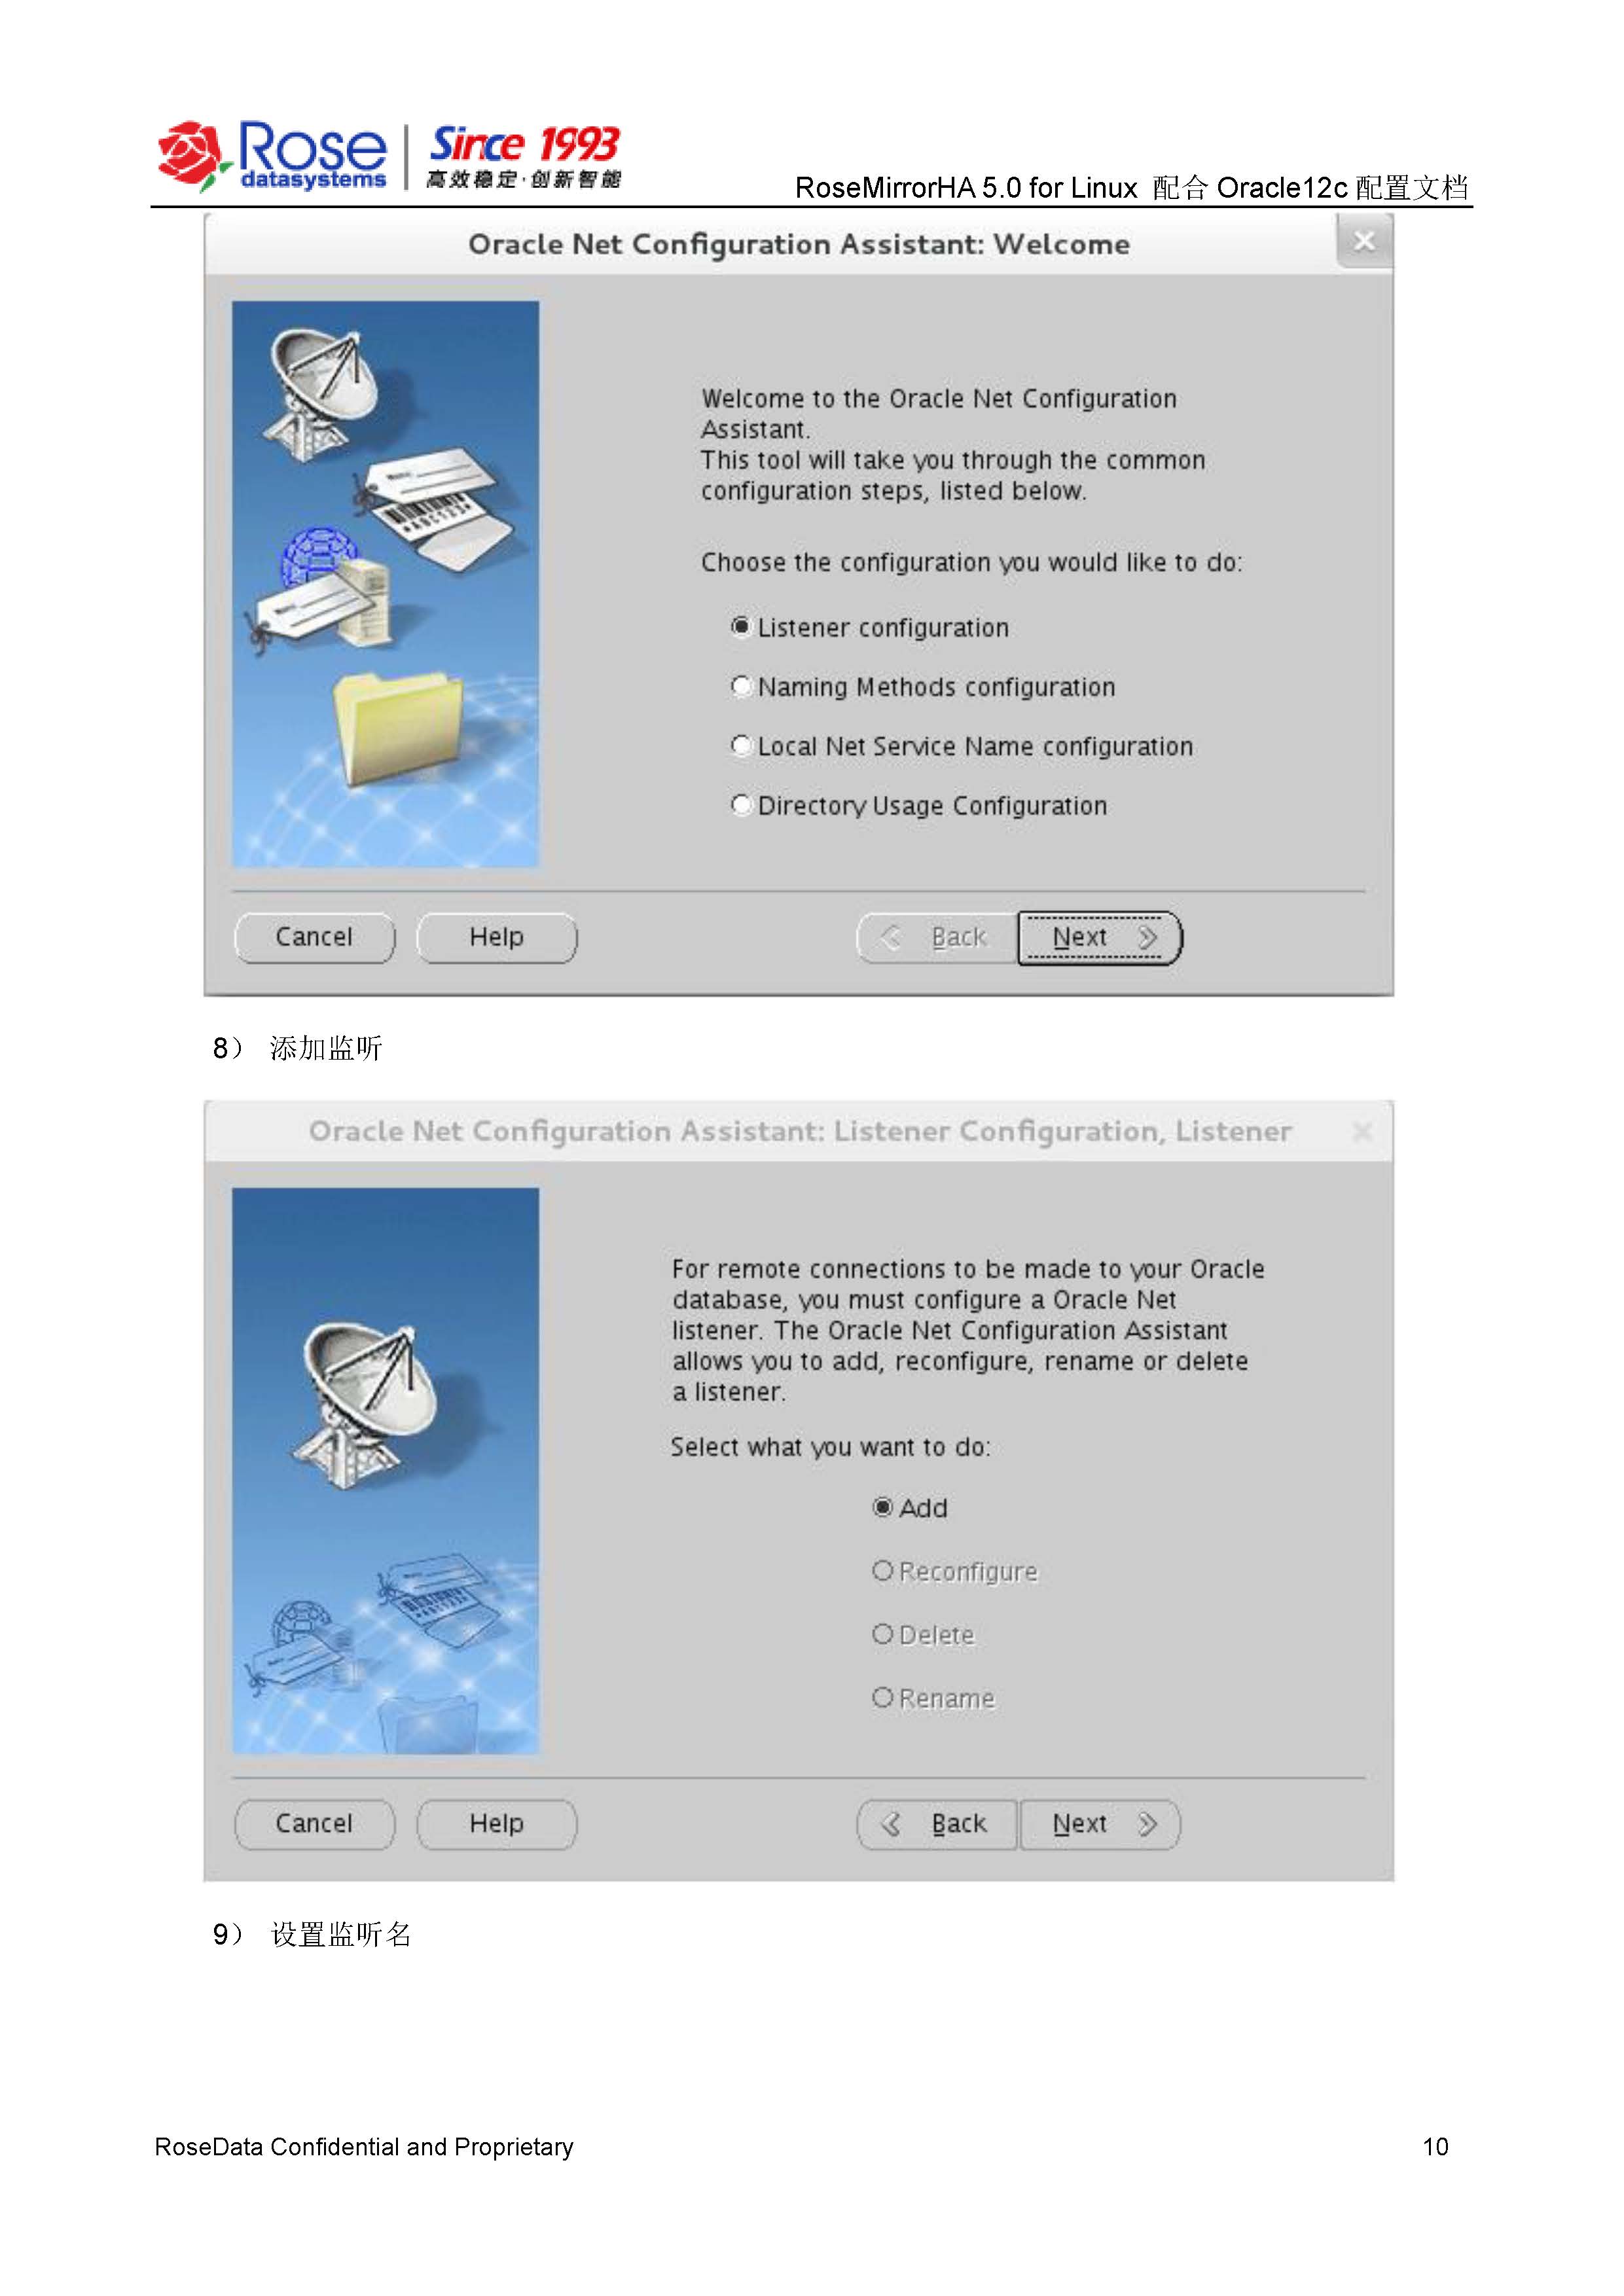 Rose
datasystems
Since 1993
高效稳定·创新智能
RoseMirrorHA 5.0 for Linux 配合 Oracle12c 配置文档
Oracle Net Configuration Assistant: Welcome
Welcome to the Oracle Net Configuration
Assistant.
This tool will take you through the common
configuration steps, listed below.
Choose the configuration you would like to do:
Listener configuration
Naming Methods configuration
Local Net Service Name configuration
Directory Usage Configuration
Cancel
Help
Back
Next
8） 添加监听
Oracle Net Configuration Assistant: Listener Configuration, Listener
For remote connections to be made to your Oracle
database, you must configure a Oracle Net
listener. The Oracle Net Configuration Assistant
allows you to add, reconfigure, rename or delete
a listener.
Select what you want to do:
Add
Reconfigure
Delete
Rename
Cancel
Help
Back
Next
9） 设置监听名
RoseData Confidential and Proprietary
10